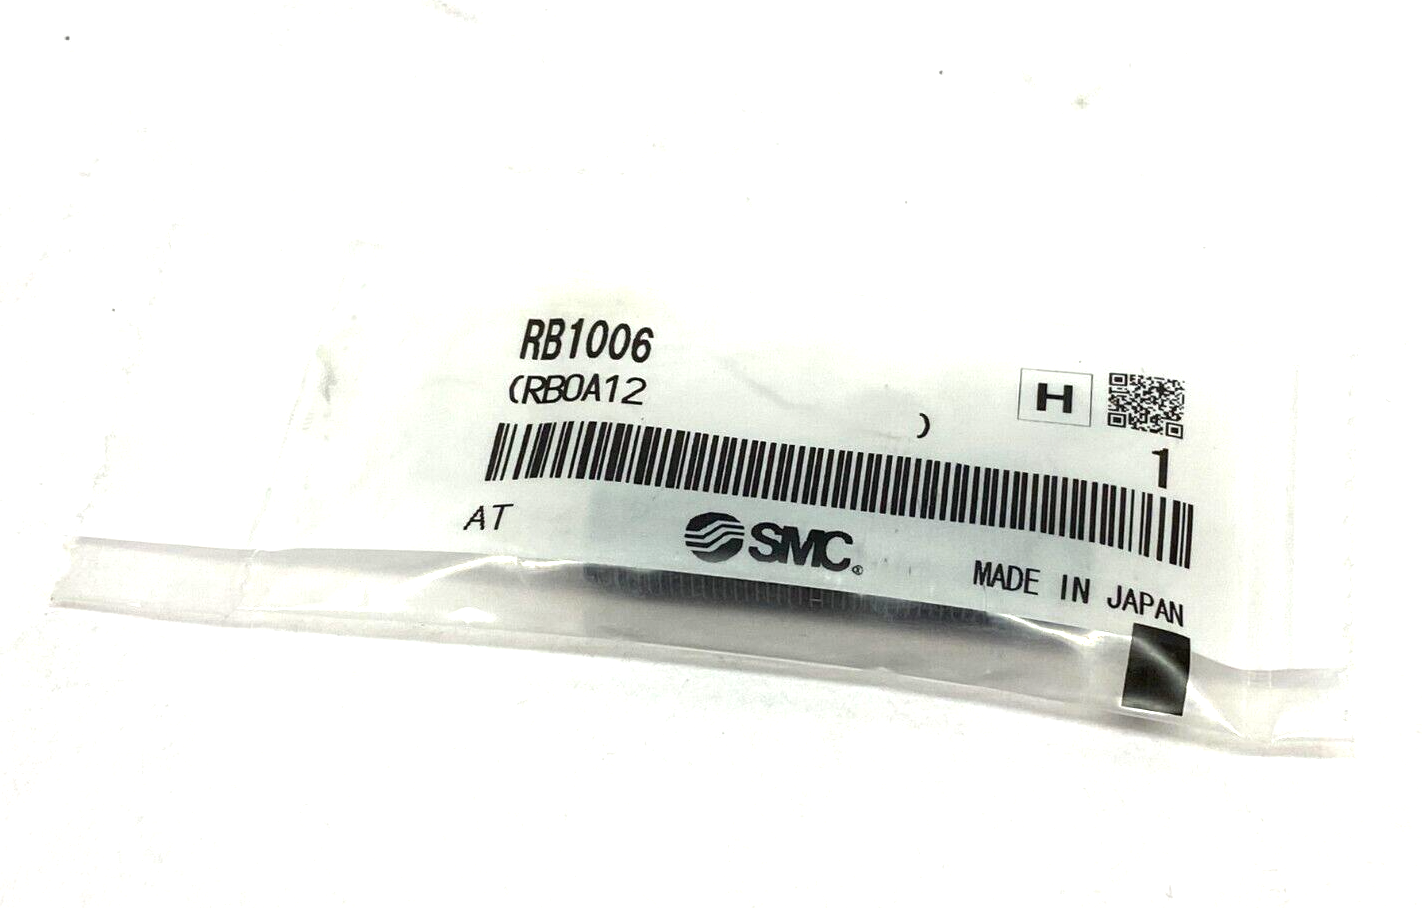 RB1006
(RB0A12 )
H
1
AT
SMC®
MADE IN JAPAN